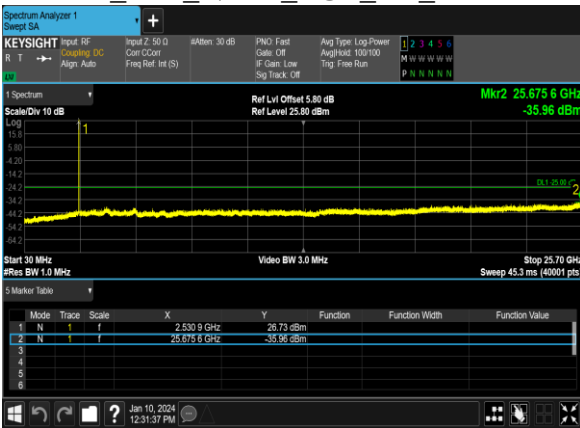 Spectrum Analyzer 1
Swept SA
KEYSIGHT Input: RF Input Z: 50 Ω #Atten: 30 dB PNO: Fast Avg Type: Log-Power 1 2 3 4 5 6
R T Coupling: DC Corr CCorr Gate: Off Avg|Hold: 100/100 M W W W W W
Align: Auto Freq Ref: Int (S) IF Gain: Low Trig: Free Run
LV Sig Track: Off P N N N N N
1 Spectrum Ref Lvl Offset 5.80 dB Mkr2 25.675 6 GHz
Scale/Div 10 dB Ref Level 25.80 dBm -35.96 dBm
Log
15.8 1
5.80
-4.20
-14.2
-24.2 DL1 -25.00 2
-34.2
-44.2
-54.2
-64.2
Start 30 MHz Video BW 3.0 MHz Stop 25.70 GHz
#Res BW 1.0 MHz Sweep 45.3 ms (40001 pts
5 Marker Table
Mode Trace Scale X Y Function Function Width Function Value
1 N 1 f 2.530 9 GHz 26.73 dBm
2 N 1 f 25.675 6 GHz -35.96 dBm
3
4
5
6
? Jan 10, 2024
12:31:37 PM